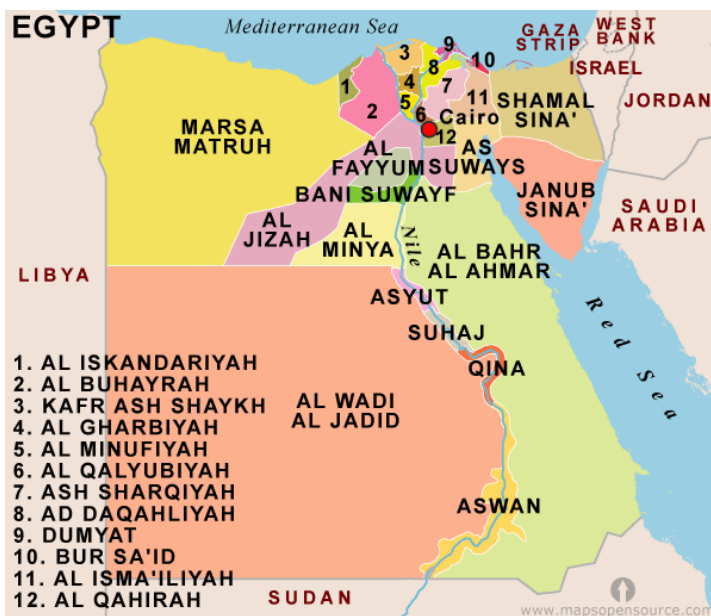 EGYPT
Mediterranean Sea
GAZA
STRIP
WEST
BANK
ISRAEL
JORDAN
SAUDI
ARABIA
LIBYA
SUDAN
Red Sea
Nile
Cairo
MARSA
MATRUH
1
2
3
4
5
6
7
8
9
10
11
12
SHAMAL
SINA'
JANUB
SINA'
AL
FAYYUM
AS
SUWAYS
BANI SUWAYF
AL
JIZAH
AL
MINYA
AL BAHR
AL AHMAR
ASYUT
SUHAJ
QINA
AL WADI
AL JADID
ASWAN
1. AL ISKANDARIYAH
2. AL BUHAYRAH
3. KAFR ASH SHAYKH
4. AL GHARBIYAH
5. AL MINUFIYAH
6. AL QALYUBIYAH
7. ASH SHARQIYAH
8. AD DAQAHLIYAH
9. DUMYAT
10. BUR SA'ID
11. AL ISMA'ILIYAH
12. AL QAHIRAH
www.mapsopensource.com